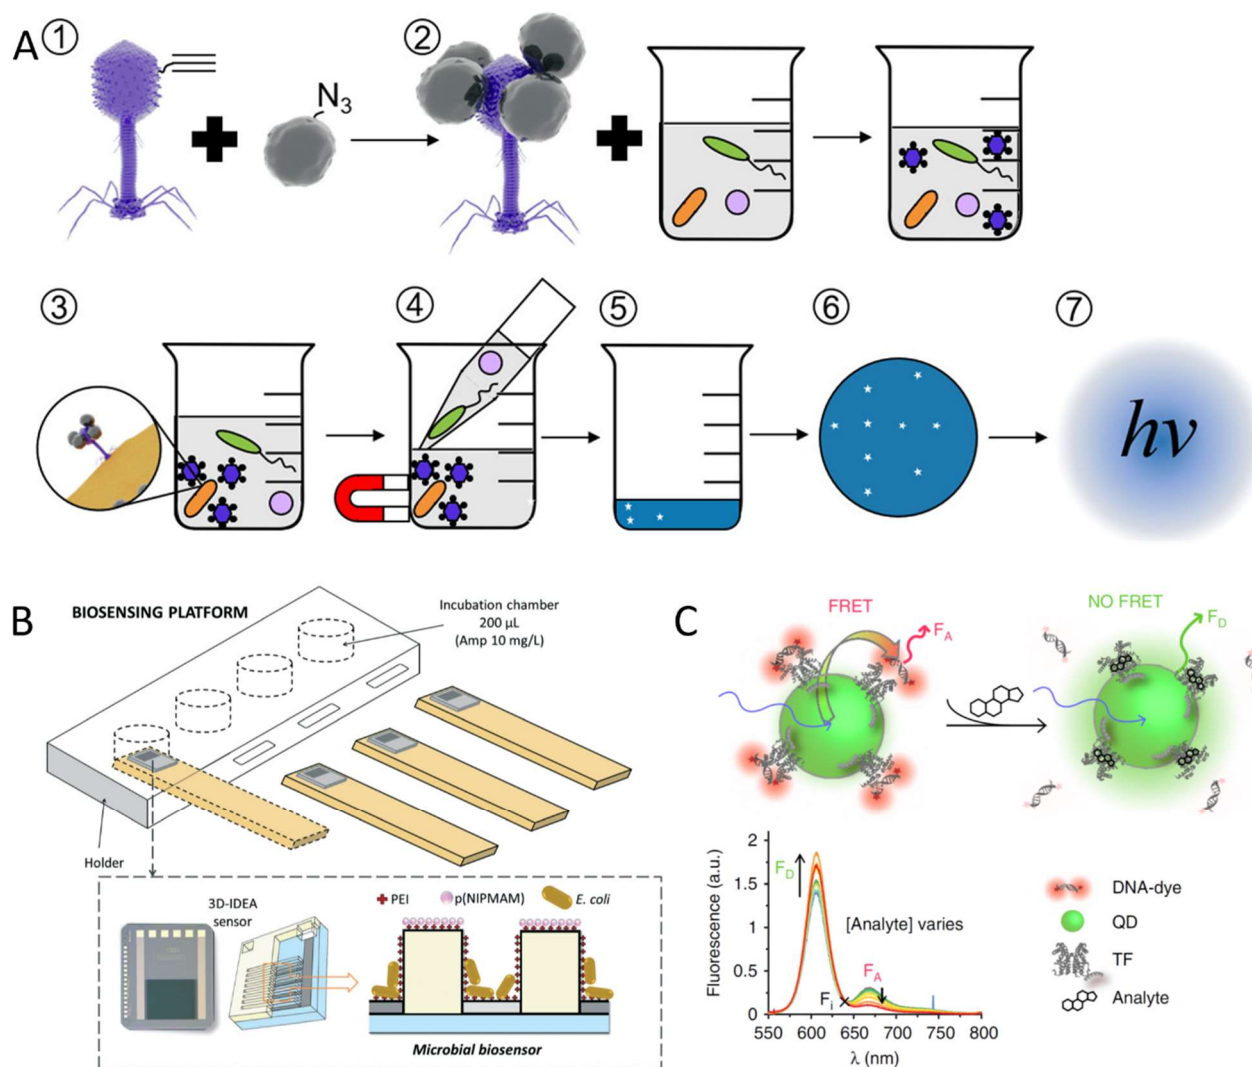 A
①
②
N3
③
④
⑤
⑥
⑦
hν
B
BIOSENSING PLATFORM
Incubation chamber
200 µL
(Amp 10 mg/L)
Holder
3D-IDEA
sensor
PEI
p(NIPMAM)
E. coli
Microbial biosensor
C
FRET
FA
NO FRET
FD
Fluorescence (a.u.)
2
1.5
1
0.5
0
FD
[Analyte] varies
FA
Fi
550
600
650
700
750
800
λ (nm)
DNA-dye
QD
TF
Analyte